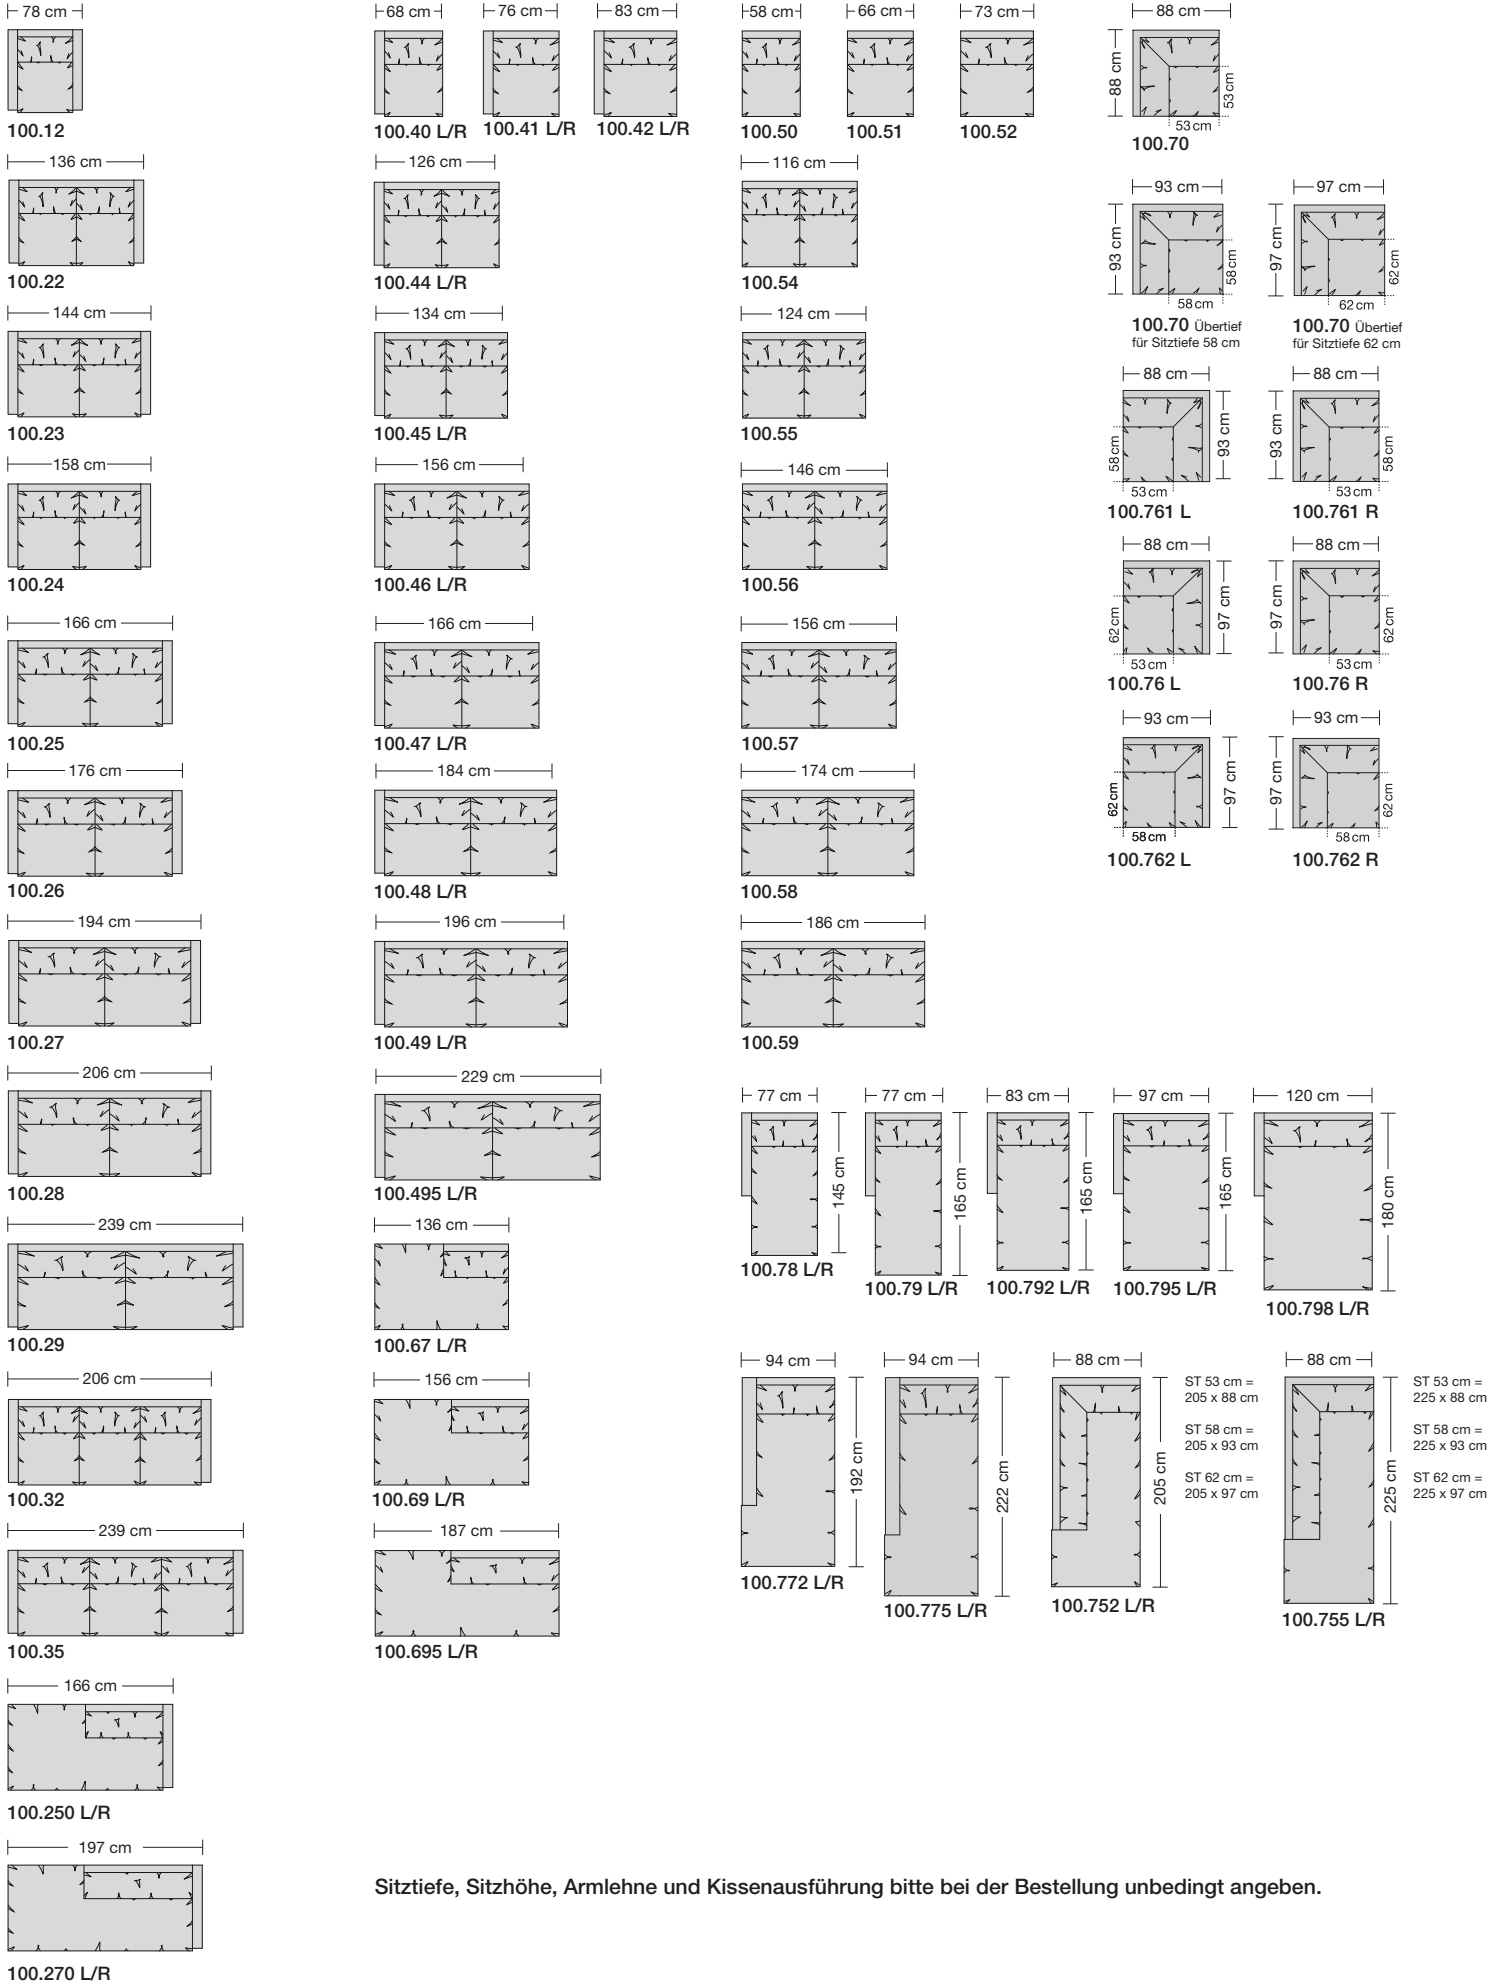 78 cm
100.12
68 cm
76 cm
83 cm
100.40 L/R
100.41 L/R
100.42 L/R
58 cm
66 cm
73 cm
100.50
100.51
100.52
88 cm
88 cm
53 cm
53 cm
100.70
136 cm
100.22
126 cm
100.44 L/R
116 cm
100.54
93 cm
93 cm
58 cm
58 cm
100.70 Übertief
für Sitztiefe 58 cm
97 cm
97 cm
62 cm
62 cm
100.70 Übertief
für Sitztiefe 62 cm
144 cm
100.23
134 cm
100.45 L/R
124 cm
100.55
88 cm
58 cm
93 cm
53 cm
100.761 L
88 cm
93 cm
58 cm
53 cm
100.761 R
158 cm
100.24
156 cm
100.46 L/R
146 cm
100.56
88 cm
62 cm
97 cm
53 cm
100.76 L
88 cm
97 cm
62 cm
53 cm
100.76 R
166 cm
100.25
166 cm
100.47 L/R
156 cm
100.57
93 cm
62 cm
97 cm
58 cm
100.762 L
93 cm
97 cm
62 cm
58 cm
100.762 R
176 cm
100.26
184 cm
100.48 L/R
174 cm
100.58
194 cm
100.27
196 cm
100.49 L/R
186 cm
100.59
206 cm
100.28
229 cm
100.495 L/R
77 cm
145 cm
100.78 L/R
77 cm
165 cm
100.79 L/R
83 cm
165 cm
100.792 L/R
97 cm
165 cm
100.795 L/R
120 cm
180 cm
100.798 L/R
239 cm
100.29
136 cm
100.67 L/R
206 cm
100.32
156 cm
100.69 L/R
94 cm
192 cm
100.772 L/R
94 cm
222 cm
100.775 L/R
88 cm
205 cm
100.752 L/R
ST 53 cm =
205 x 88 cm
ST 58 cm =
205 x 93 cm
ST 62 cm =
205 x 97 cm
88 cm
225 cm
100.755 L/R
ST 53 cm =
225 x 88 cm
ST 58 cm =
225 x 93 cm
ST 62 cm =
225 x 97 cm
239 cm
100.35
187 cm
100.695 L/R
166 cm
100.250 L/R
197 cm
100.270 L/R
Sitztiefe, Sitzhöhe, Armlehne und Kissenausführung bitte bei der Bestellung unbedingt angeben.